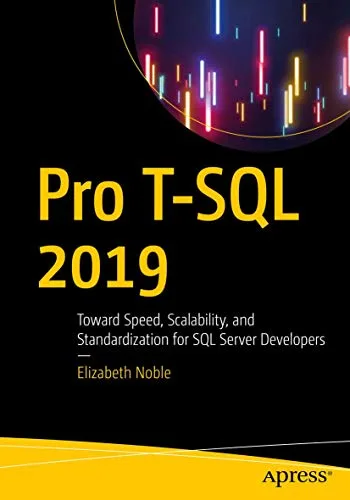 Pro T-SQL
2019
Toward Speed, Scalability, and
Standardization for SQL Server Developers
—
Elizabeth Noble
Apress®